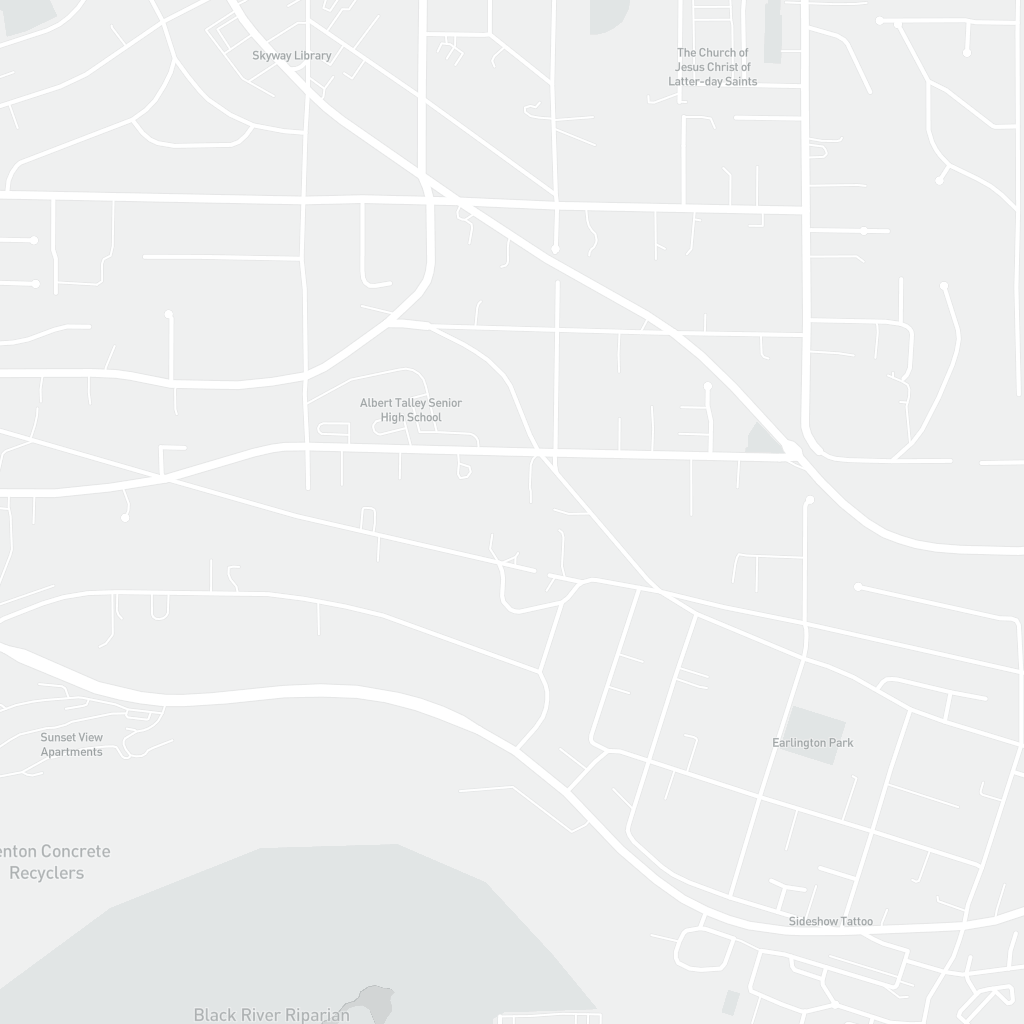 Skyway Library
The Church of
Jesus Christ of
Latter-day Saints
Albert Talley Senior
High School
Sunset View
Apartments
Earlington Park
enton Concrete
Recyclers
Sideshow Tattoo
Black River Riparian